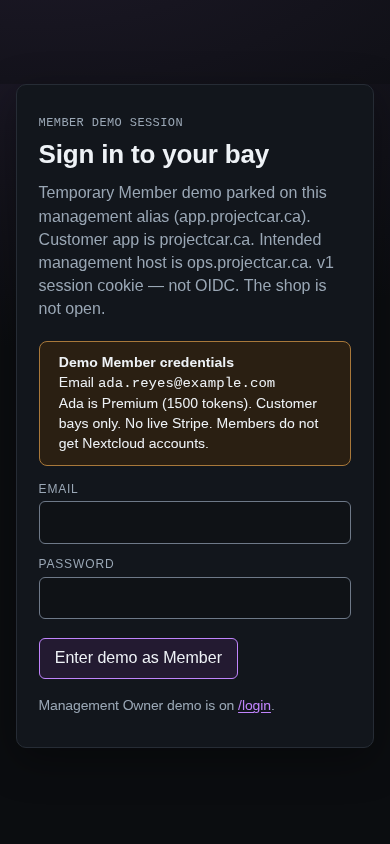 MEMBER DEMO SESSION
Sign in to your bay
Temporary Member demo parked on this
management alias (app.projectcar.ca).
Customer app is projectcar.ca. Intended
management host is ops.projectcar.ca. v1
session cookie — not OIDC. The shop is
not open.
Demo Member credentials
Email ada.reyes@example.com
Ada is Premium (1500 tokens). Customer
bays only. No live Stripe. Members do not
get Nextcloud accounts.
EMAIL
PASSWORD
Enter demo as Member
Management Owner demo is on /login.